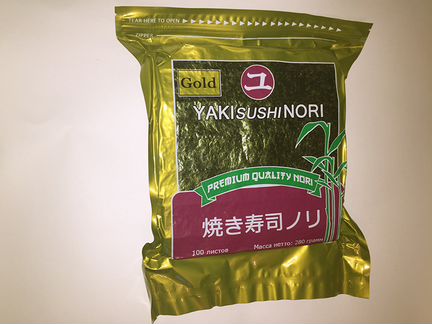 TEAR HERE TO OPEN
ZIPPER
Gold
ユ
YAKISUSHINORI
PREMIUM QUALITY NORI
焼き寿司ノリ
100 листов Масса нетто: 280 грамм